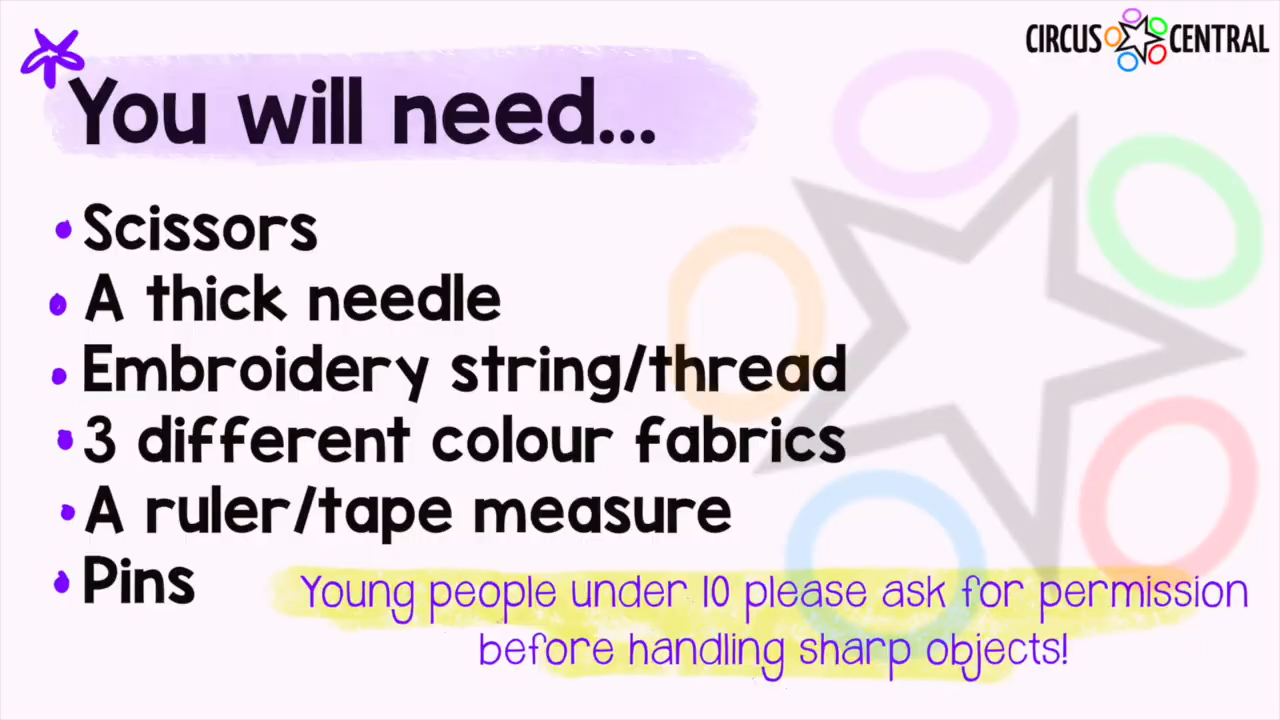 CIRCUS CENTRAL
You will need...
• Scissors
• A thick needle
• Embroidery string/thread
• 3 different colour fabrics
• A ruler/tape measure
• Pins
Young people under 10 please ask for permission
before handling sharp objects!